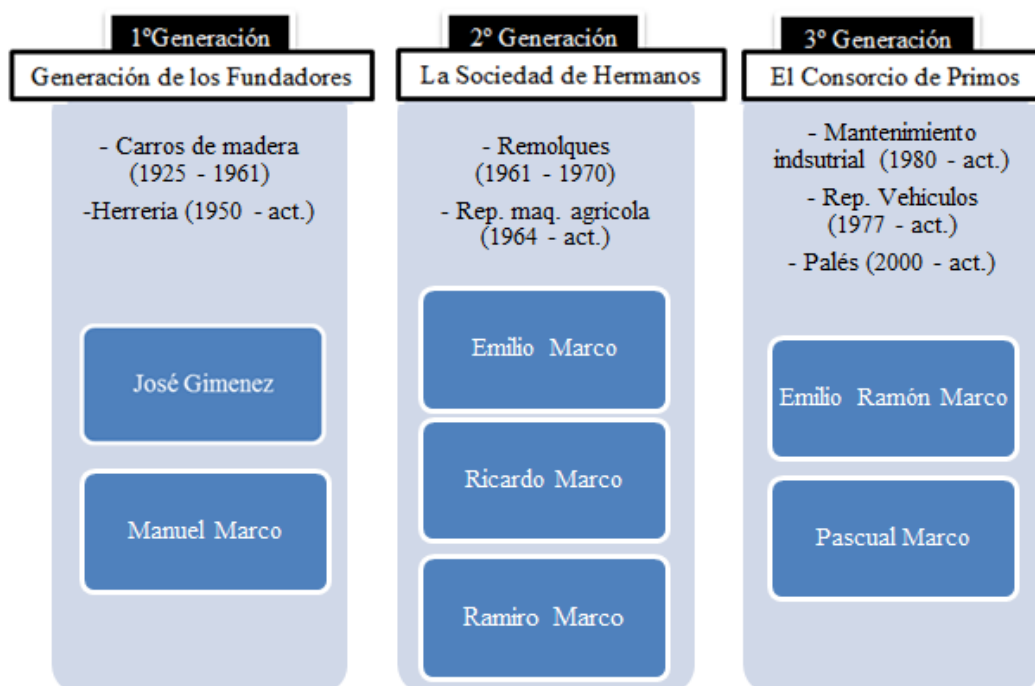 1ºGeneración
Generación de los Fundadores
- Carros de madera
(1925 - 1961)
-Herreria (1950 - act.)
José Gimenez
Manuel Marco
2º Generación
La Sociedad de Hermanos
- Remolques
(1961 - 1970)
- Rep. maq. agrícola
(1964 - act.)
Emilio Marco
Ricardo Marco
Ramiro Marco
3º Generación
El Consorcio de Primos
- Mantenimiento
indsutrial (1980 - act.)
- Rep. Vehículos
(1977 - act.)
- Palés (2000 - act.)
Emilio Ramón Marco
Pascual Marco